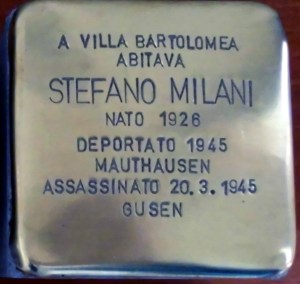 A VILLA BARTOLOMEA
ABITAVA
STEFANO MILANI
NATO 1926
DEPORTATO 1945
MAUTHAUSEN
ASSASSINATO 20.3.1945
GUSEN